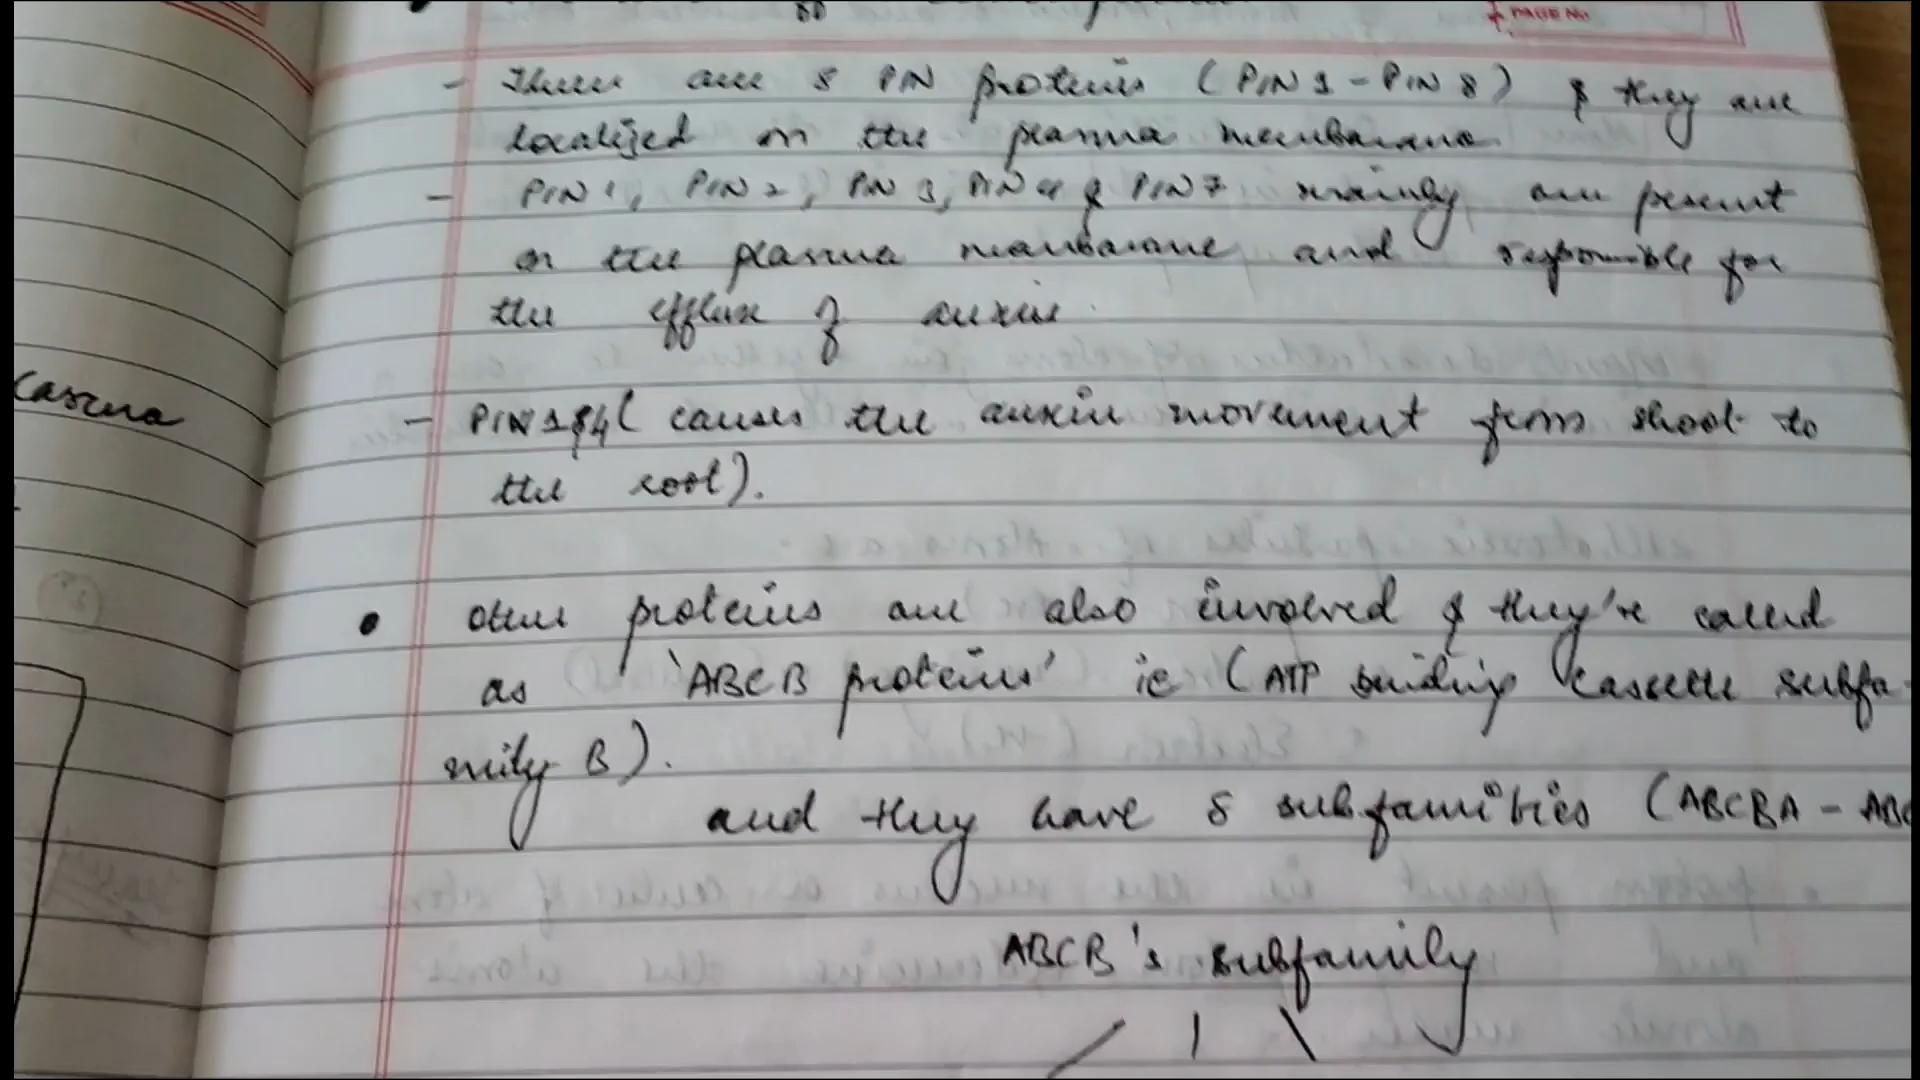 PAGE No
- There are 8 PIN proteins (PIN 1 - PIN 8) & they are
localized on the plasma membrane
- PIN 1, PIN 2, PIN 3, PIN 4 & PIN 7 mainly are present
on the plasma membrane and responsible for
the efflux of auxin.
- PIN 1 & 4 ( causes the auxin movement from shoot to
the root).
• other proteins are also involved & they're called
as 'ABCB proteins' ie (ATP binding cassette subfa-
mily B).
and they have 8 subfamilies (ABCBA - ABC
ABCB's subfamily